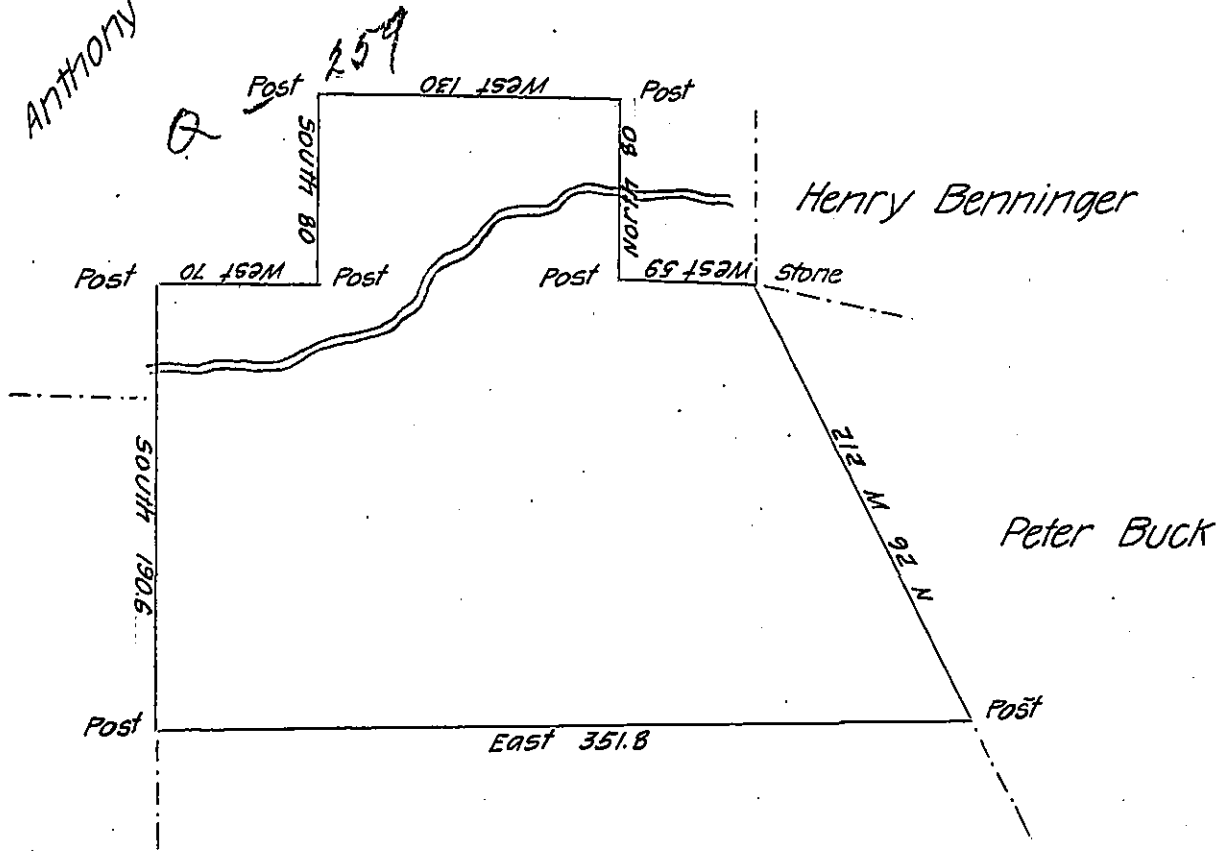 Anthony
Q 259
Post
West 130
Post
South 80
North 80
Henry Benninger
Post
West 70
Post
Post
West 59
Stone
South 190.6
N 26 W 212
Peter Buck
Post
East 351.8
Post